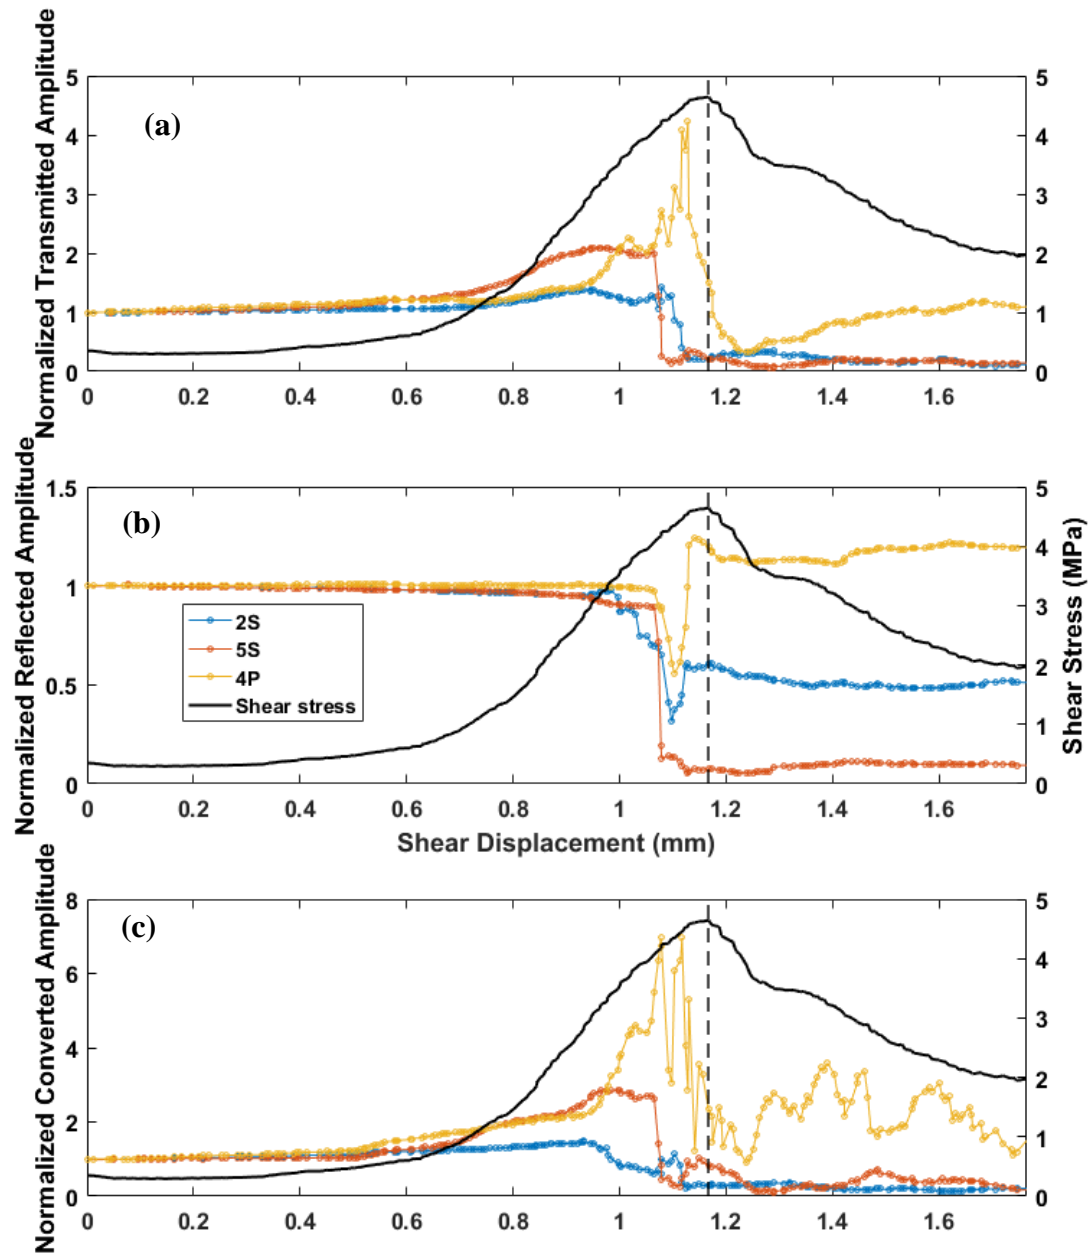 Normalized Transmitted Amplitude
(a)
5 5
4 4
3 3
2 2
1 1
0 0
0 0.2 0.4 0.6 0.8 1 1.2 1.4 1.6
Normalized Reflected Amplitude
(b)
1.5
1
0.5
0
2S
5S
4P
Shear stress
5
4
3
2
1
0
Shear Stress (MPa)
0 0.2 0.4 0.6 0.8 1 1.2 1.4 1.6
Shear Displacement (mm)
Normalized Converted Amplitude
(c)
8
6
4
2
0
5
4
3
2
1
0
0 0.2 0.4 0.6 0.8 1 1.2 1.4 1.6